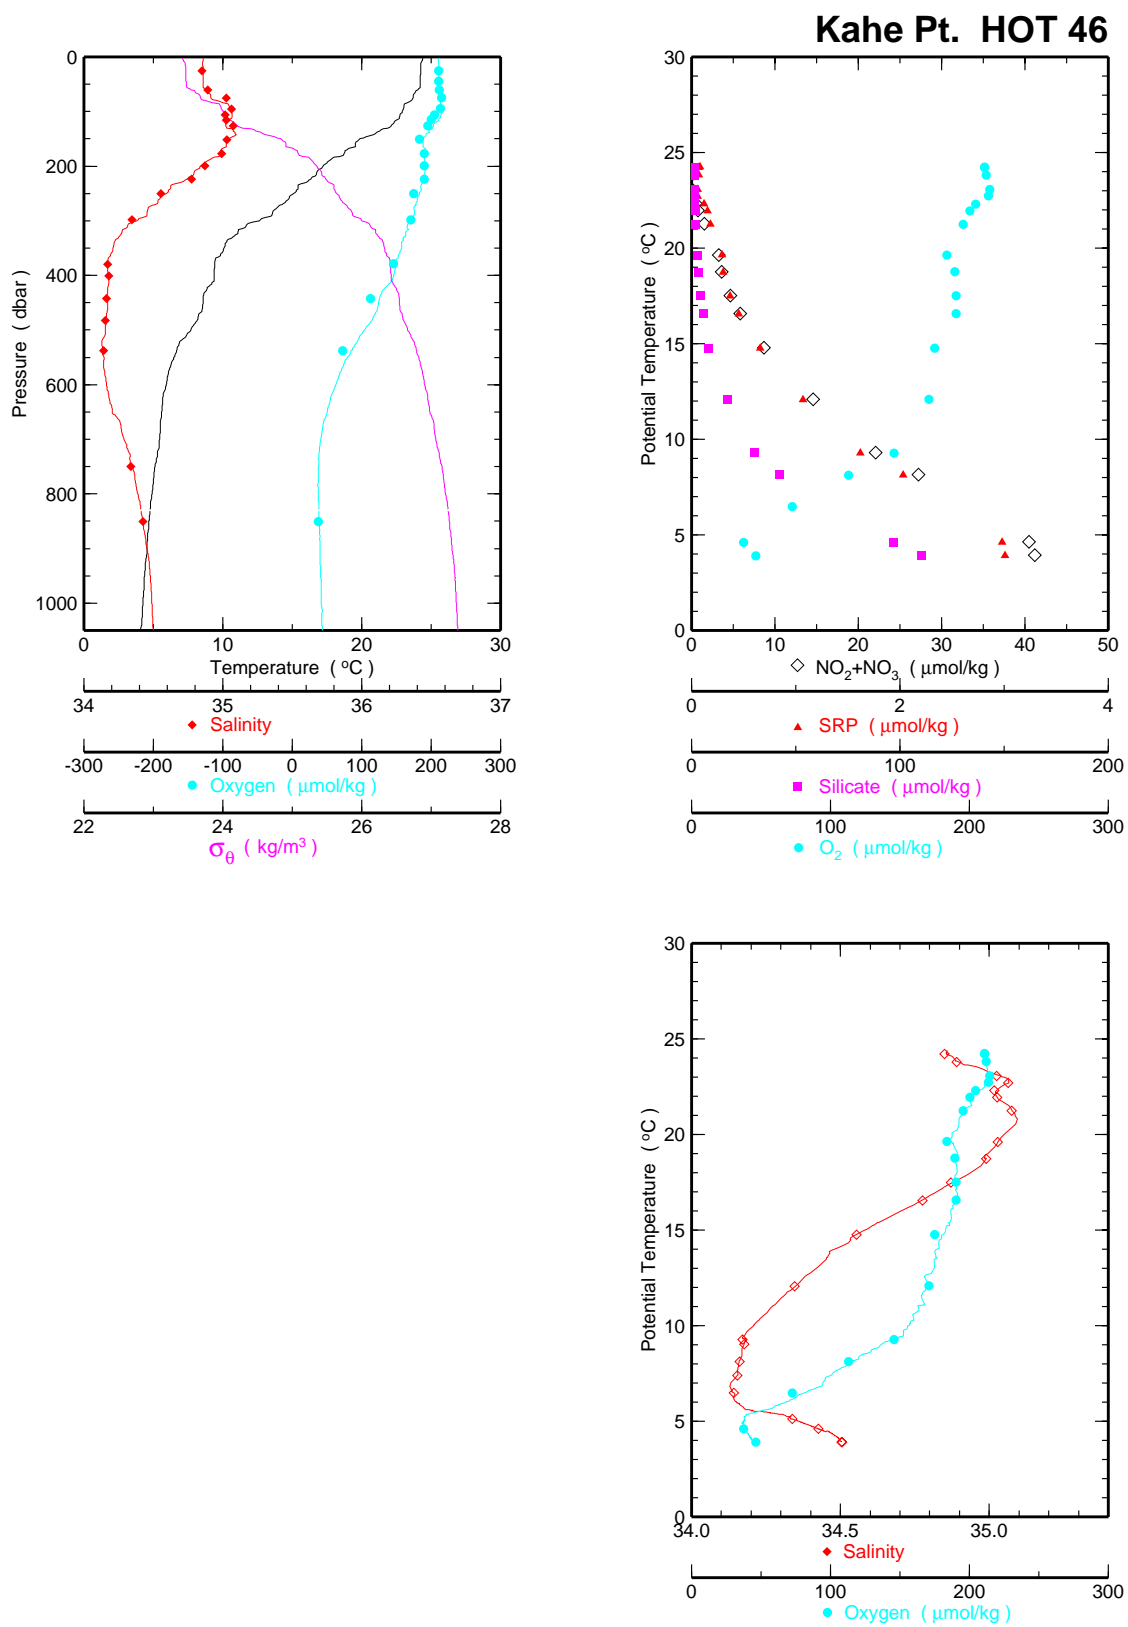 Kahe Pt. HOT 46
0
200
400
600
800
1000
Pressure ( dbar )
0 10 20 30
Temperature ( °C )
34 35 36 37
Salinity
-300 -200 -100 0 100 200 300
Oxygen ( µmol/kg )
22 24 26 28
σθ ( kg/m³ )
30
25
20
15
10
5
0
Potential Temperature ( °C )
0 10 20 30 40 50
NO₂+NO₃ ( µmol/kg )
0 2 4
SRP ( µmol/kg )
0 100 200
Silicate ( µmol/kg )
0 100 200 300
O₂ ( µmol/kg )
30
25
20
15
10
5
0
Potential Temperature ( °C )
34.0 34.5 35.0
Salinity
0 100 200 300
Oxygen ( µmol/kg )